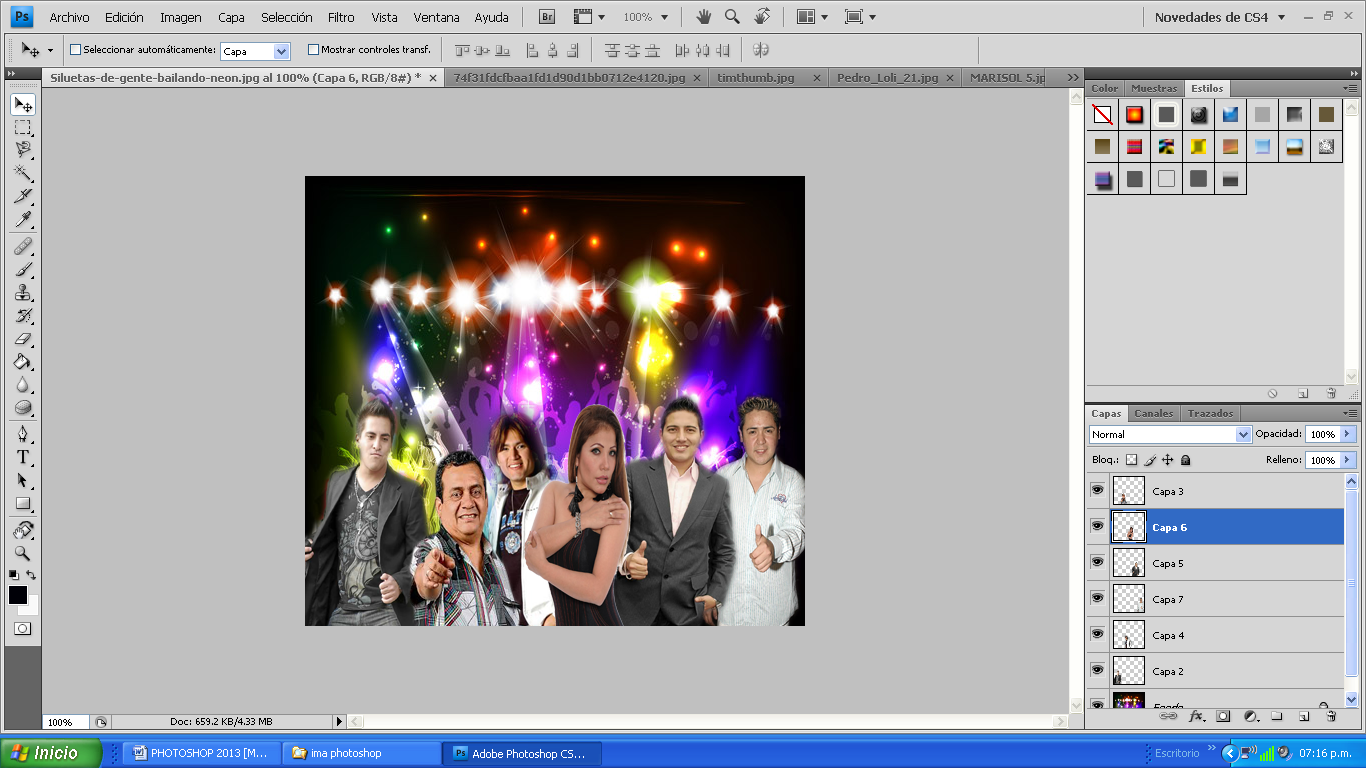 Ps Archivo Edición Imagen Capa Selección Filtro Vista Ventana Ayuda Br 100% Novedades de CS4
Seleccionar automáticamente: Capa Mostrar controles transf.
Siluetas-de-gente-bailando-neon.jpg al 100% (Capa 6, RGB/8#) * 74f31fdcfbaa1fd1d90d1bb0712e4120.jpg timthumb.jpg Pedro_Loli_21.jpg MARISOL 5.jp
Color Muestras Estilos
Capas Canales Trazados
Normal Opacidad: 100%
Bloq.: Relleno: 100%
Capa 3
Capa 6
Capa 5
Capa 7
Capa 4
Capa 2
Fondo
T
fx
100% Doc: 659.2 KB/4.33 MB
Inicio PHOTOSHOP 2013 [M... ima photoshop Ps Adobe Photoshop CS... Escritorio 07:16 p.m.